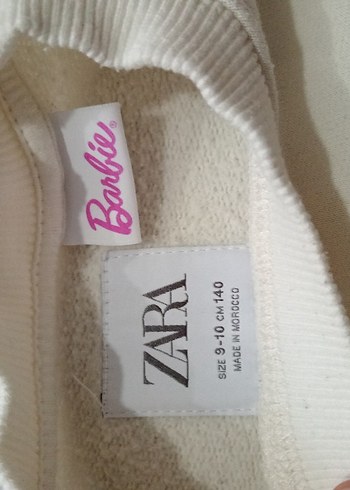 Barbie®
ZARA
SIZE 9-10 CM 140
MADE IN MOROCCO